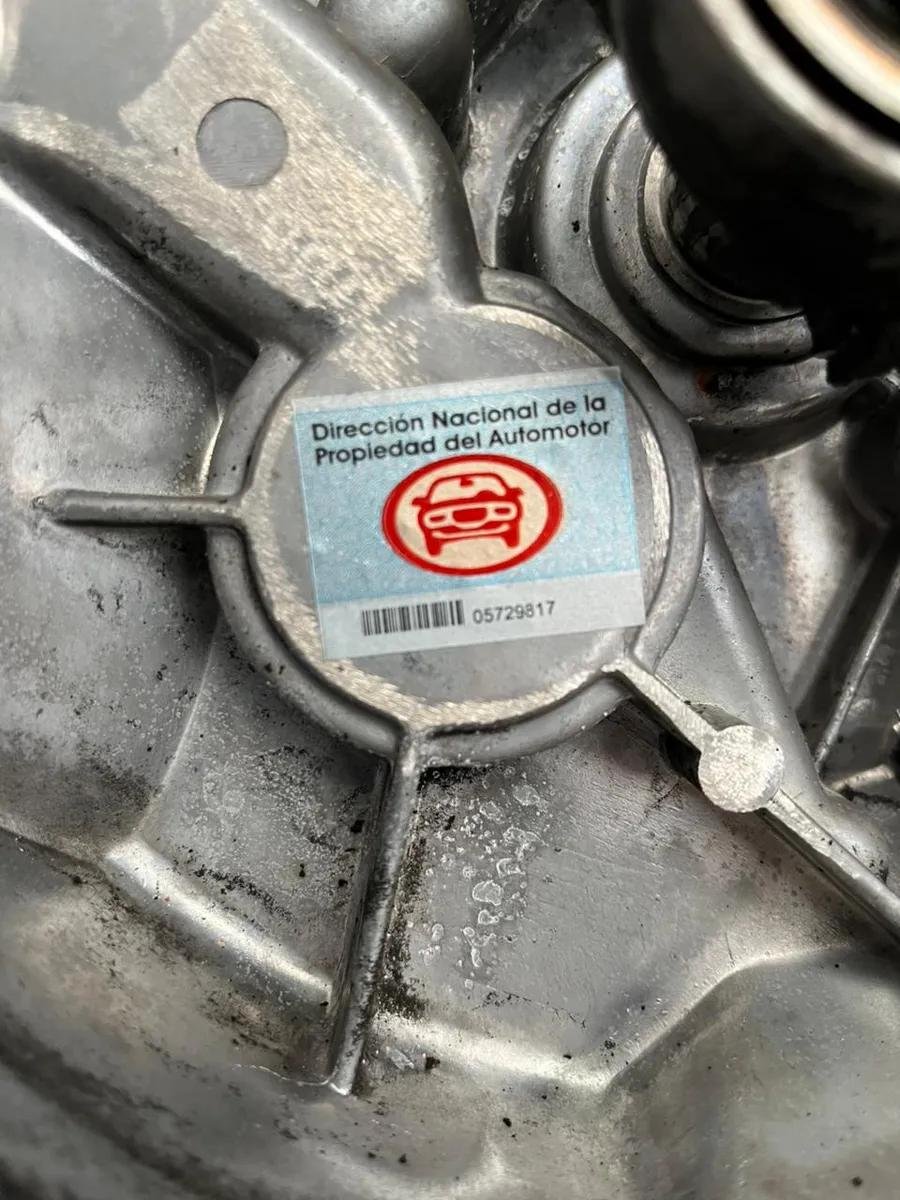 Dirección Nacional de la
Propiedad del Automotor
05729817